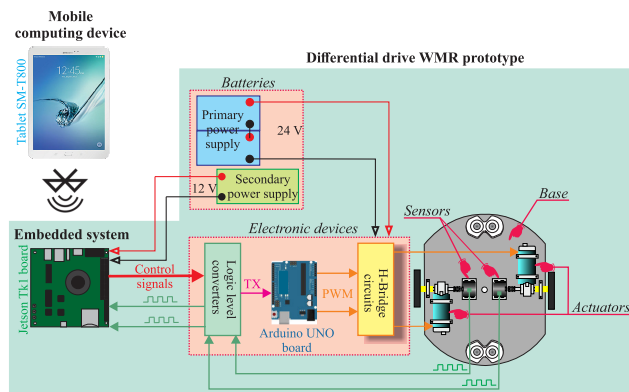 Mobile
computing device
Tablet SM-T800
12:45
Differential drive WMR prototype
Batteries
Primary
power
supply
24 V
12 V
Secondary
power supply
Embedded system
Jetson Tk1 board
Control
signals
Electronic devices
Logic level
converters
TX
Arduino UNO
board
PWM
H-Bridge
circuits
Sensors
Base
Actuators